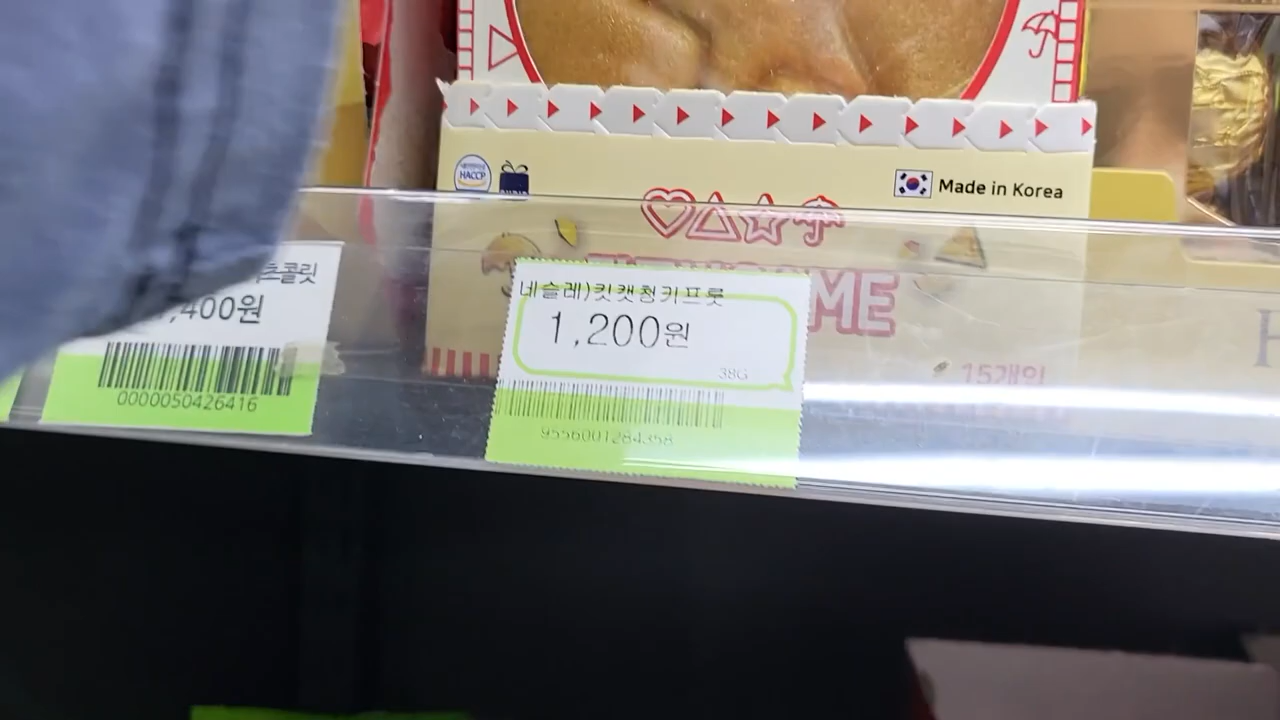 HACCP
Made in Korea
초콜릿
,400원
0000050426416
네슬레)킷캣청키프룻
1,200원
38G
9556001284358
ME
15개입
H